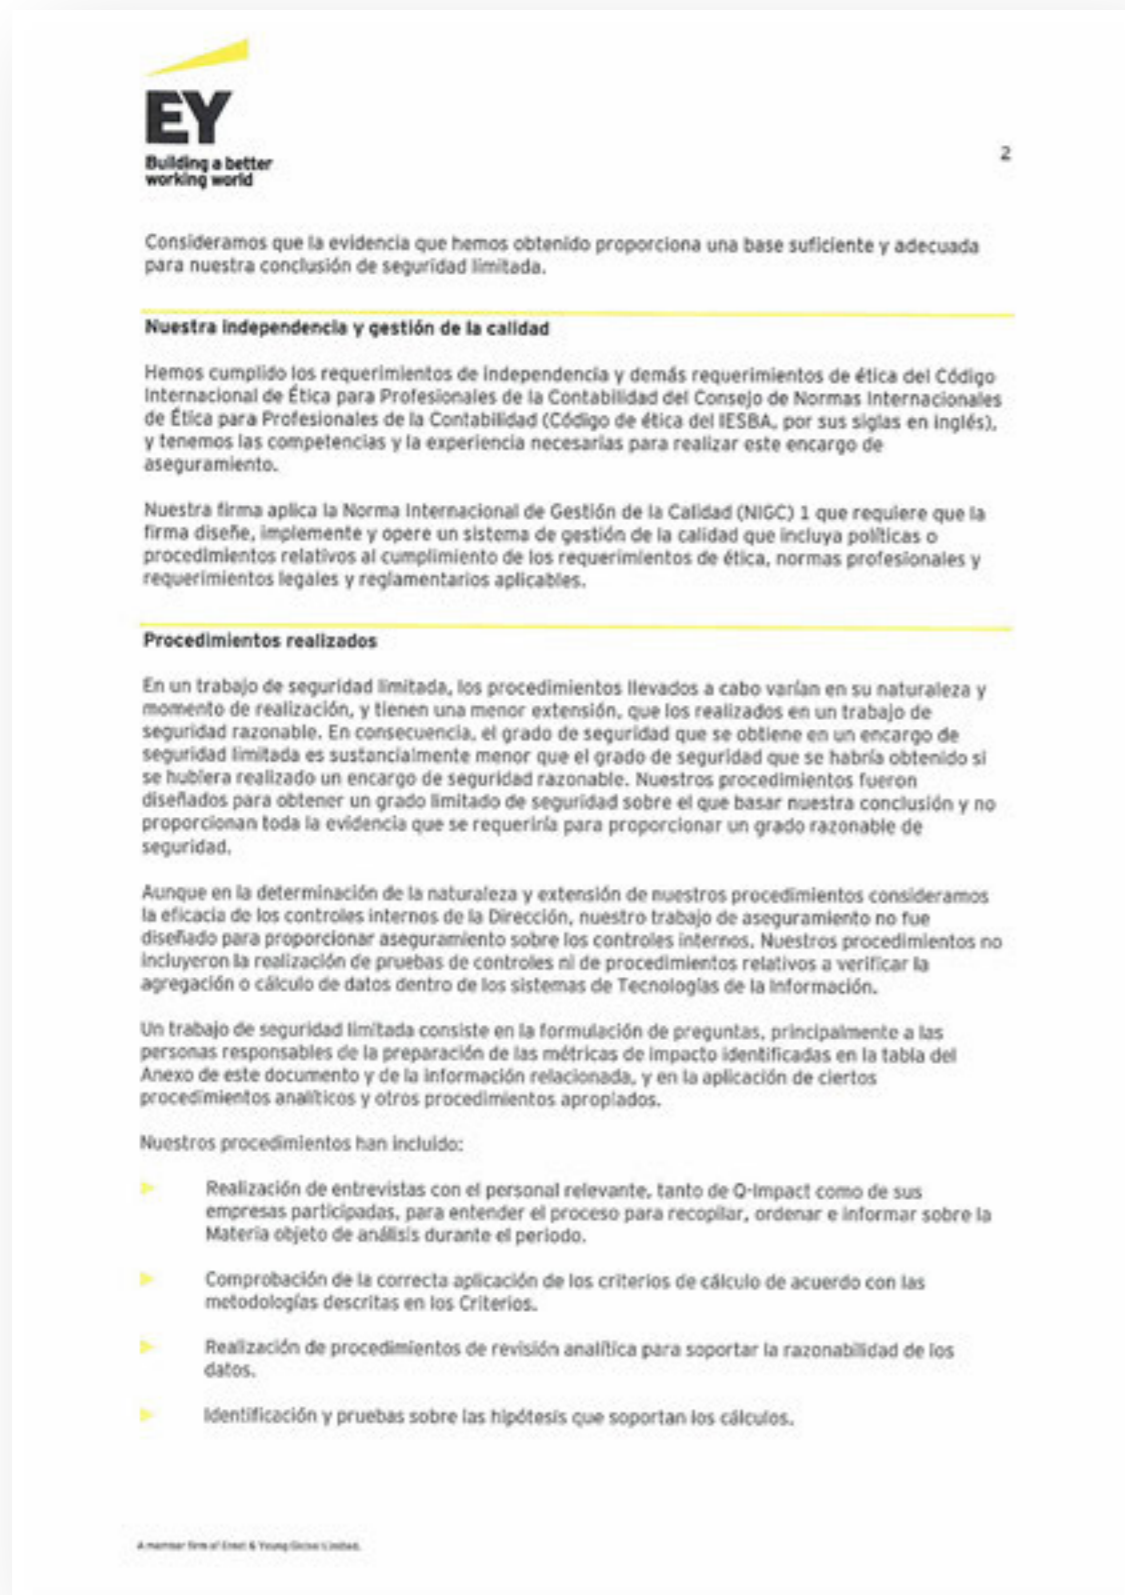 EY
Building a better
working world
2
Consideramos que la evidencia que hemos obtenido proporciona una base suficiente y adecuada
para nuestra conclusión de seguridad limitada.
Nuestra independencia y gestión de la calidad
Hemos cumplido los requerimientos de independencia y demás requerimientos de ética del Código
Internacional de Ética para Profesionales de la Contabilidad del Consejo de Normas Internacionales
de Ética para Profesionales de la Contabilidad (Código de ética del IESBA, por sus siglas en inglés),
y tenemos las competencias y la experiencia necesarias para realizar este encargo de
aseguramiento.
Nuestra firma aplica la Norma Internacional de Gestión de la Calidad (NIGC) 1 que requiere que la
firma diseñe, implemente y opere un sistema de gestión de la calidad que incluya políticas o
procedimientos relativos al cumplimiento de los requerimientos de ética, normas profesionales y
requerimientos legales y reglamentarios aplicables.
Procedimientos realizados
En un trabajo de seguridad limitada, los procedimientos llevados a cabo varían en su naturaleza y
momento de realización, y tienen una menor extensión, que los realizados en un trabajo de
seguridad razonable. En consecuencia, el grado de seguridad que se obtiene en un encargo de
seguridad limitada es sustancialmente menor que el grado de seguridad que se habría obtenido si
se hubiera realizado un encargo de seguridad razonable. Nuestros procedimientos fueron
diseñados para obtener un grado limitado de seguridad sobre el que basar nuestra conclusión y no
proporcionan toda la evidencia que se requeriría para proporcionar un grado razonable de
seguridad.
Aunque en la determinación de la naturaleza y extensión de nuestros procedimientos consideramos
la eficacia de los controles internos de la Dirección, nuestro trabajo de aseguramiento no fue
diseñado para proporcionar aseguramiento sobre los controles internos. Nuestros procedimientos no
incluyeron la realización de pruebas de controles ni de procedimientos relativos a verificar la
agregación o cálculo de datos dentro de los sistemas de Tecnologías de la Información.
Un trabajo de seguridad limitada consiste en la formulación de preguntas, principalmente a las
personas responsables de la preparación de las métricas de impacto identificadas en la tabla del
Anexo de este documento y de la información relacionada, y en la aplicación de ciertos
procedimientos analíticos y otros procedimientos apropiados.
Nuestros procedimientos han incluido:
Realización de entrevistas con el personal relevante, tanto de Q-Impact como de sus
empresas participadas, para entender el proceso para recopilar, ordenar e informar sobre la
Materia objeto de análisis durante el periodo.
Comprobación de la correcta aplicación de los criterios de cálculo de acuerdo con las
metodologías descritas en los Criterios.
Realización de procedimientos de revisión analítica para soportar la razonabilidad de los
datos.
Identificación y pruebas sobre las hipótesis que soportan los cálculos.
A member firm of Ernst & Young Global Limited.